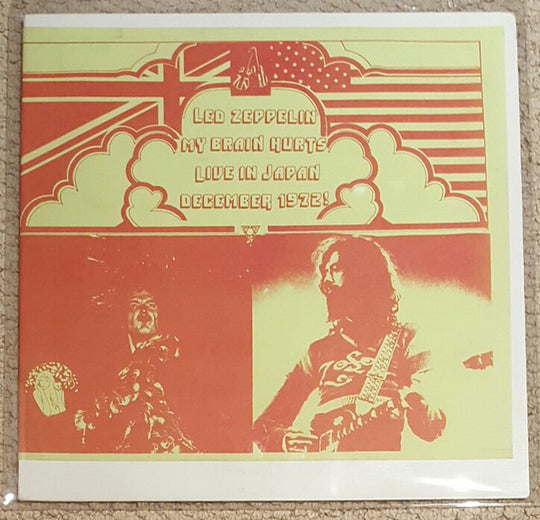 LED ZEPPELIN
MY BRAIN HURTS
LIVE IN JAPAN
DECEMBER 1972!